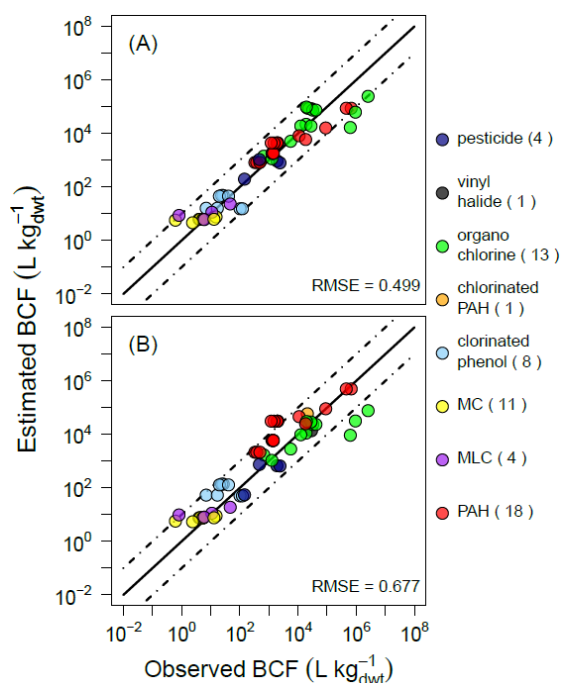 Estimated BCF (L kg⁻¹dwt)
10⁸
10⁶
10⁴
10²
10⁰
10⁻²
(A)
RMSE = 0.499
10⁸
10⁶
10⁴
10²
10⁰
10⁻²
(B)
RMSE = 0.677
10⁻² 10⁰ 10² 10⁴ 10⁶ 10⁸
Observed BCF (L kg⁻¹dwt)
pesticide (4)
vinyl
halide (1)
organo
chlorine ( 13 )
chlorinated
PAH ( 1 )
clorinated
phenol ( 8 )
MC ( 11 )
MLC ( 4 )
PAH ( 18 )